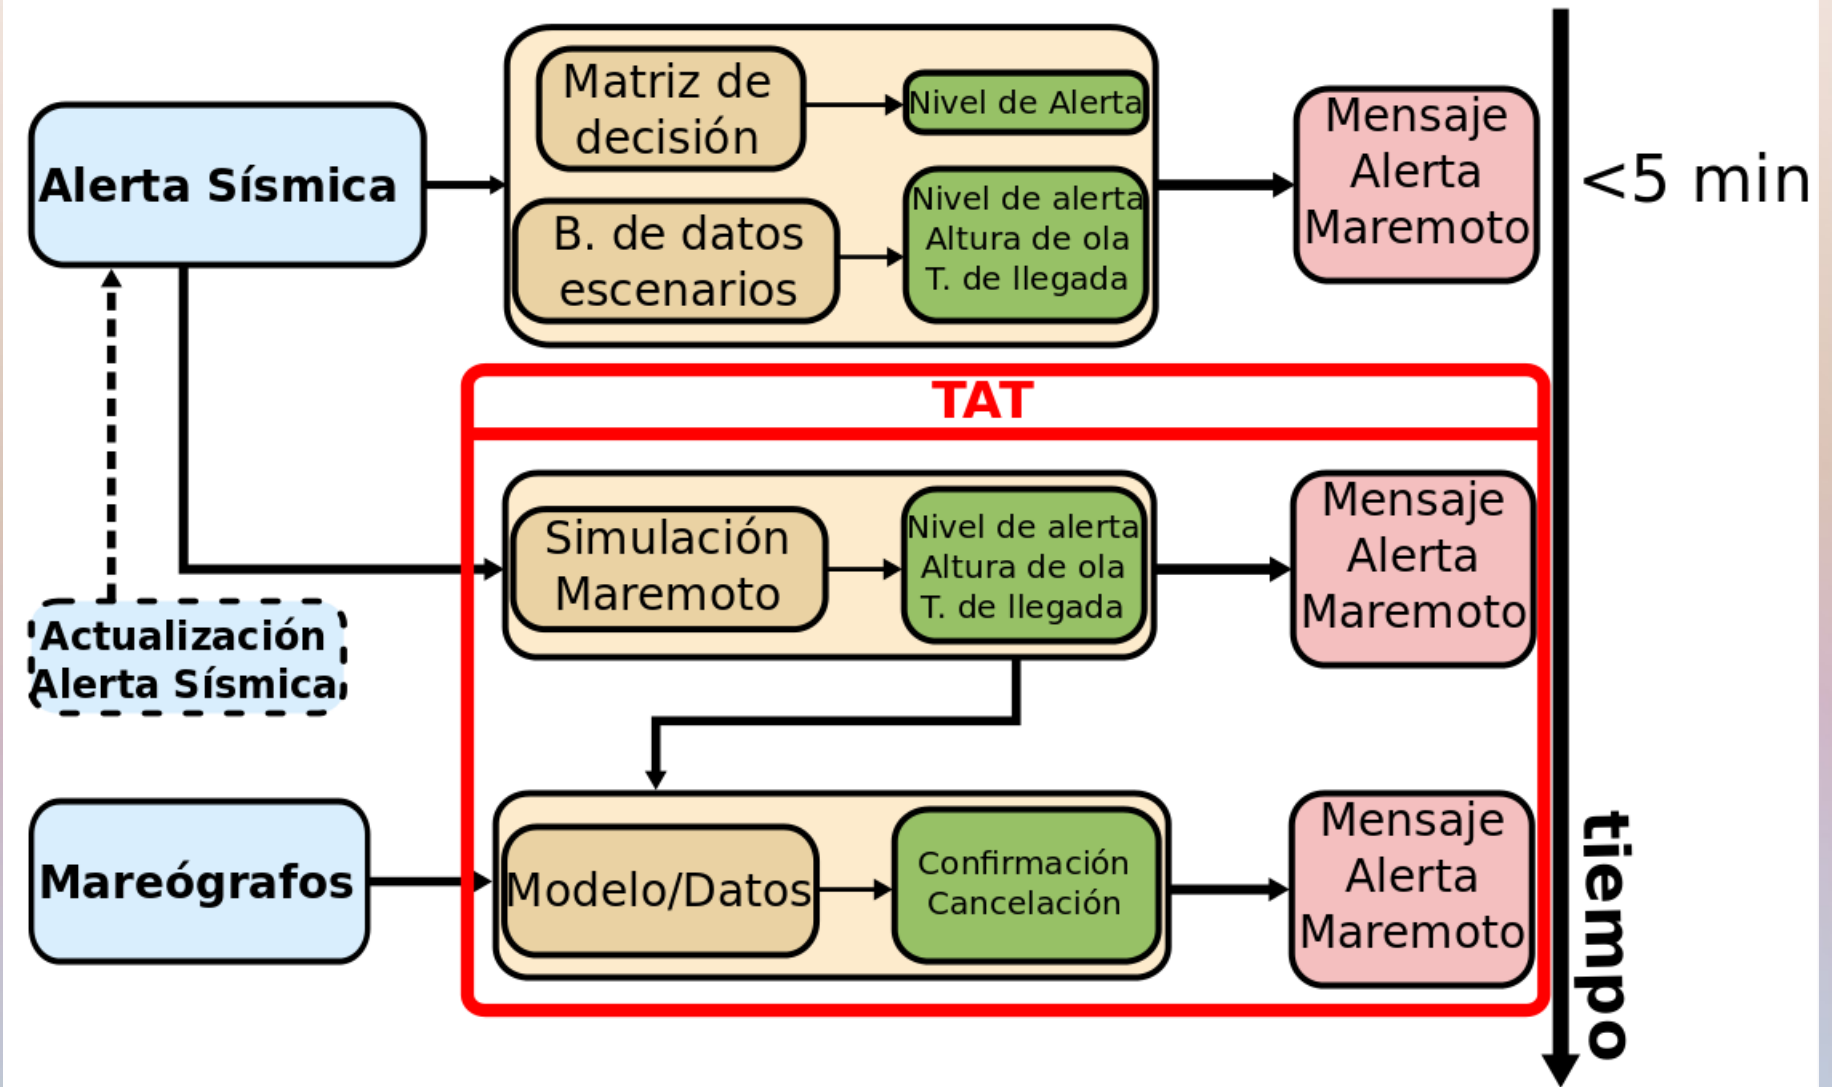 Alerta Sísmica
Matriz de
decisión
Nivel de Alerta
B. de datos
escenarios
Nivel de alerta
Altura de ola
T. de llegada
Mensaje
Alerta
Maremoto
<5 min
TAT
Simulación
Maremoto
Nivel de alerta
Altura de ola
T. de llegada
Mensaje
Alerta
Maremoto
Actualización
Alerta Sísmica
Mareógrafos
Modelo/Datos
Confirmación
Cancelación
Mensaje
Alerta
Maremoto
tiempo